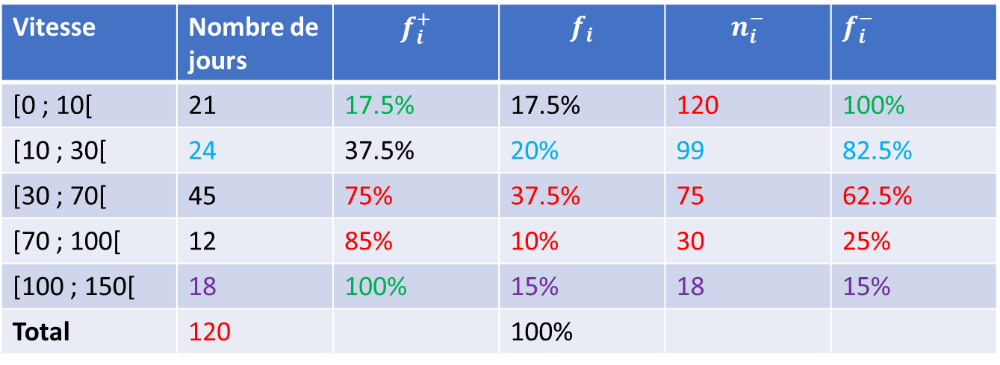 Vitesse Nombre de jours f_i^+ f_i n_i^- f_i^-
[0 ; 10[ 21 17.5% 17.5% 120 100%
[10 ; 30[ 24 37.5% 20% 99 82.5%
[30 ; 70[ 45 75% 37.5% 75 62.5%
[70 ; 100[ 12 85% 10% 30 25%
[100 ; 150[ 18 100% 15% 18 15%
Total 120 100%